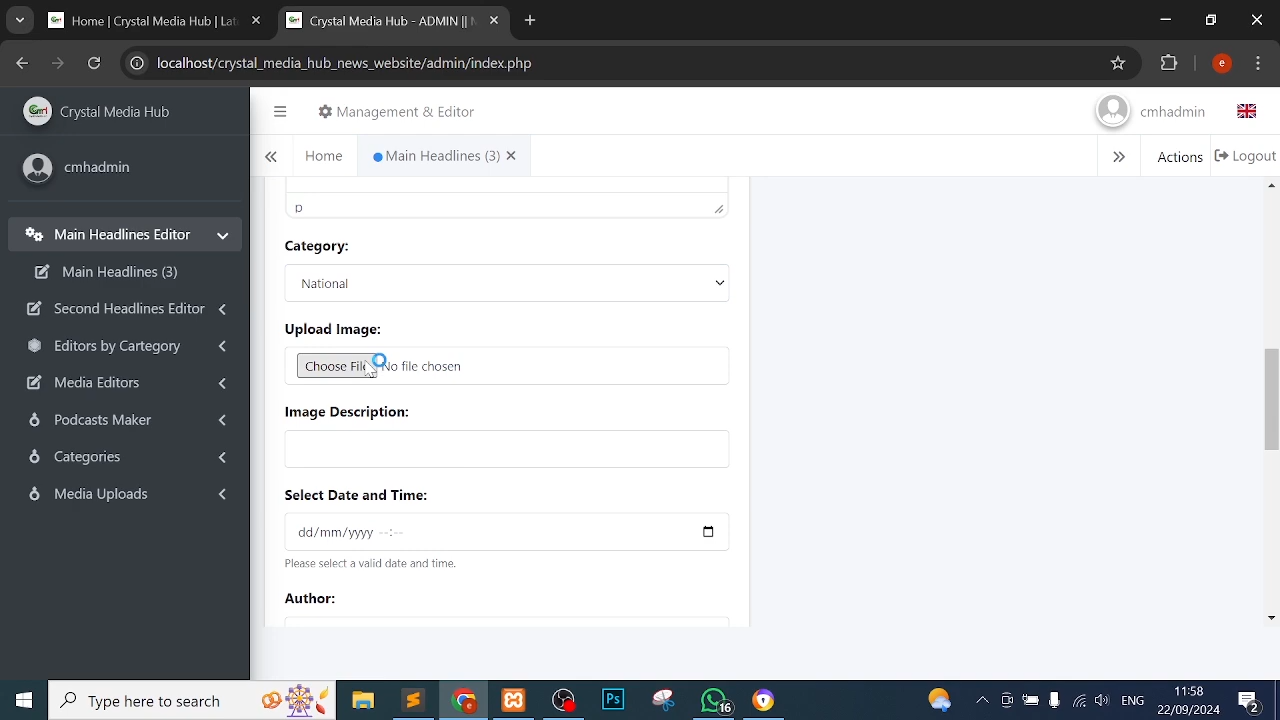 Home | Crystal Media Hub | Lat
Crystal Media Hub - ADMIN || M
localhost/crystal_media_hub_news_website/admin/index.php
e
Crystal Media Hub
Management & Editor
cmhadmin
cmhadmin
Home
Main Headlines (3)
Actions
Logout
Main Headlines Editor
Main Headlines (3)
Second Headlines Editor
Editors by Cartegory
Media Editors
Podcasts Maker
Categories
Media Uploads
p
Category:
National
Upload Image:
Choose File No file chosen
Image Description:
Select Date and Time:
dd/mm/yyyy --:--
Please select a valid date and time.
Author:
Type here to search
e
Ps
16
ENG
11:58
22/09/2024
2